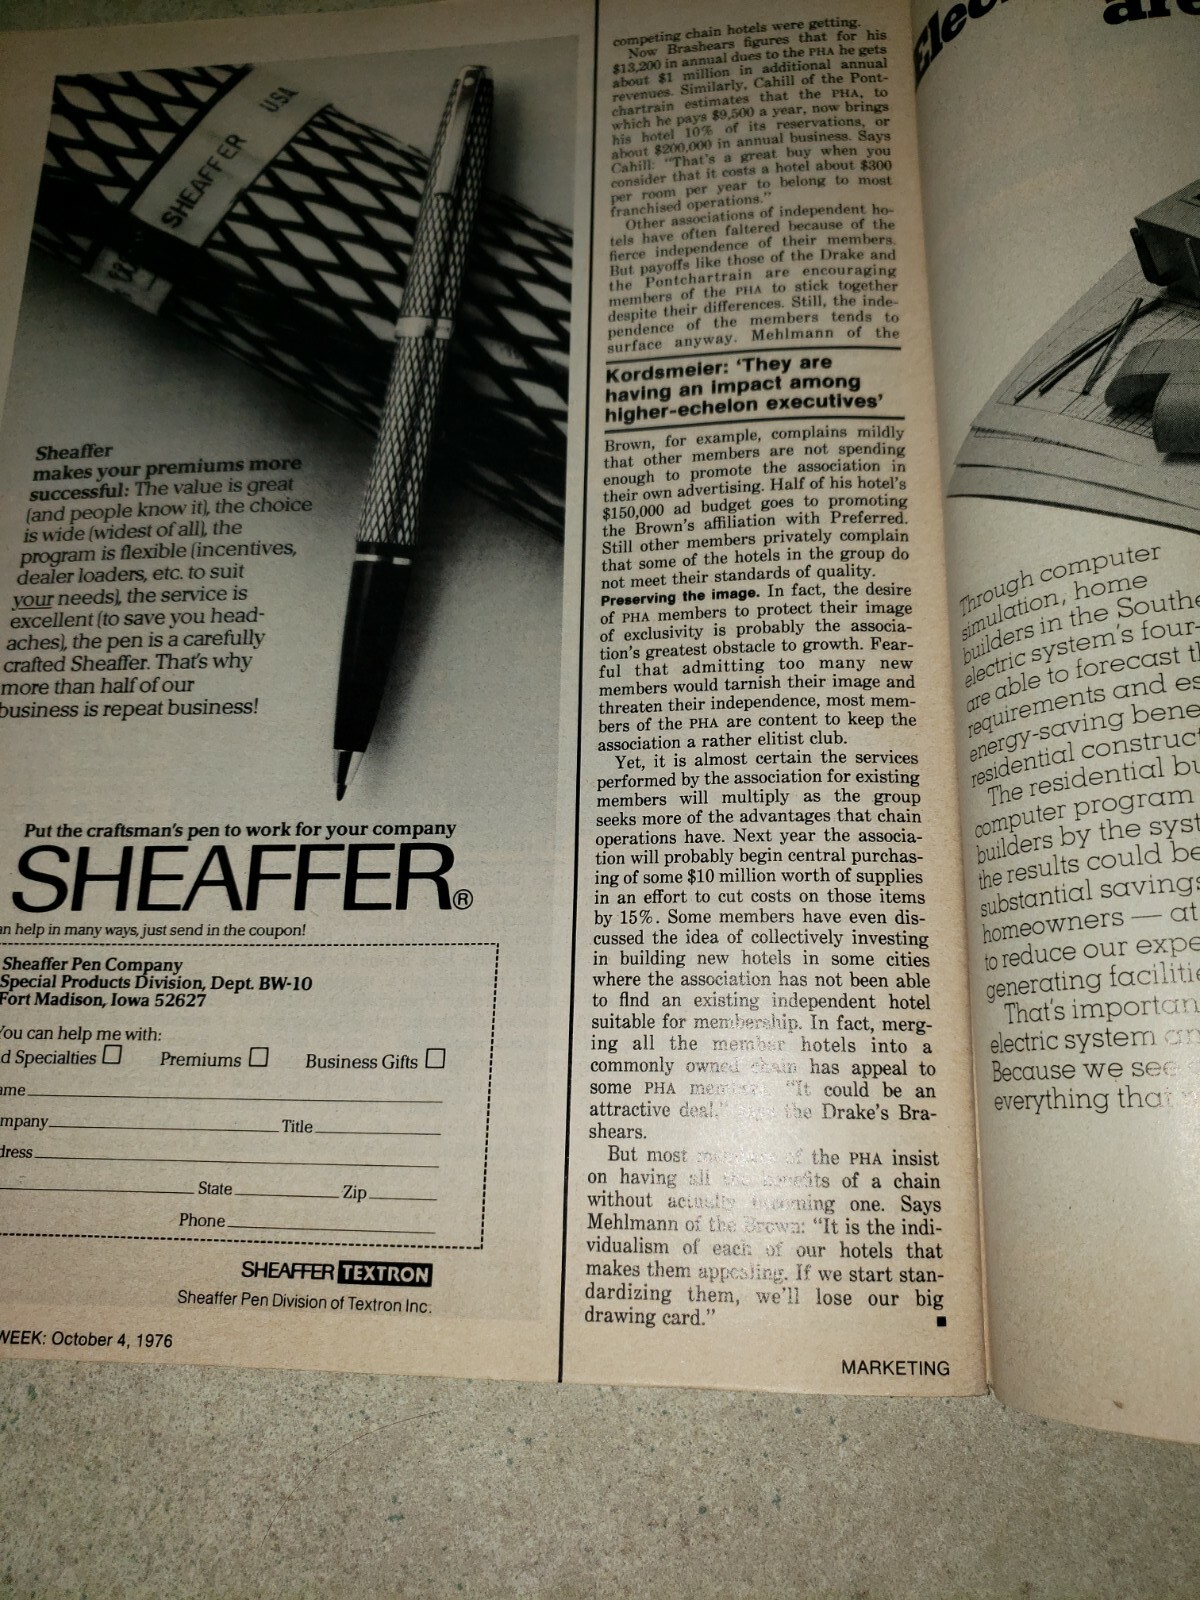 SHEAFFER USA
Sheaffer
makes your premiums more
successful: The value is great
(and people know it), the choice
is wide (widest of all), the
program is flexible (incentives,
dealer loaders, etc. to suit
your needs), the service is
excellent (to save you head-
aches), the pen is a carefully
crafted Sheaffer. That's why
more than half of our
business is repeat business!
Put the craftsman's pen to work for your company
SHEAFFER®
an help in many ways, just send in the coupon!
Sheaffer Pen Company
Special Products Division, Dept. BW-10
Fort Madison, Iowa 52627
You can help me with:
d Specialties Premiums Business Gifts
ame
mpany Title
dress
State Zip
Phone
SHEAFFER TEXTRON
Sheaffer Pen Division of Textron Inc.
WEEK: October 4, 1976
competing chain hotels were getting.
Now Brashears figures that for his
$13,200 in annual dues to the PHA he gets
about $1 million in additional annual
revenues. Similarly, Cahill of the Pont-
chartrain estimates that the PHA, to
which he pays $9,500 a year, now brings
his hotel 10% of its reservations, or
about $200,000 in annual business. Says
Cahill: "That's a great buy when you
consider that it costs a hotel about $300
per room per year to belong to most
franchised operations."
Other associations of independent ho-
tels have often faltered because of the
fierce independence of their members.
But payoffs like those of the Drake and
the Pontchartrain are encouraging
members of the PHA to stick together
despite their differences. Still, the inde-
pendence of the members tends to
surface anyway. Mehlmann of the
Kordsmeier: 'They are
having an impact among
higher-echelon executives'
Brown, for example, complains mildly
that other members are not spending
enough to promote the association in
their own advertising. Half of his hotel's
$150,000 ad budget goes to promoting
the Brown's affiliation with Preferred.
Still other members privately complain
that some of the hotels in the group do
not meet their standards of quality.
Preserving the image. In fact, the desire
of PHA members to protect their image
of exclusivity is probably the associa-
tion's greatest obstacle to growth. Fear-
ful that admitting too many new
members would tarnish their image and
threaten their independence, most mem-
bers of the PHA are content to keep the
association a rather elitist club.
Yet, it is almost certain the services
performed by the association for existing
members will multiply as the group
seeks more of the advantages that chain
operations have. Next year the associa-
tion will probably begin central purchas-
ing of some $10 million worth of supplies
in an effort to cut costs on those items
by 15%. Some members have even dis-
cussed the idea of collectively investing
in building new hotels in some cities
where the association has not been able
to find an existing independent hotel
suitable for membership. In fact, merg-
ing all the member hotels into a
commonly owned chain has appeal to
some PHA "It could be an
attractive deal," the Drake's Bra-
shears.
But most of the PHA insist
on having all benefits of a chain
without actually becoming one. Says
Mehlmann of the Brown: "It is the indi-
vidualism of each of our hotels that
makes them appealing. If we start stan-
dardizing them, we'll lose our big
drawing card."
MARKETING
Elec
are
Through computer
simulation, home
builders in the Southe
electric system's four-
are able to forecast th
requirements and es
energy-saving bene
residential construct
The residential bu
computer program
builders by the syst
the results could be
substantial savings
homeowners — at
to reduce our expe
generating facilitie
That's importan
electric system
Because we see
everything that